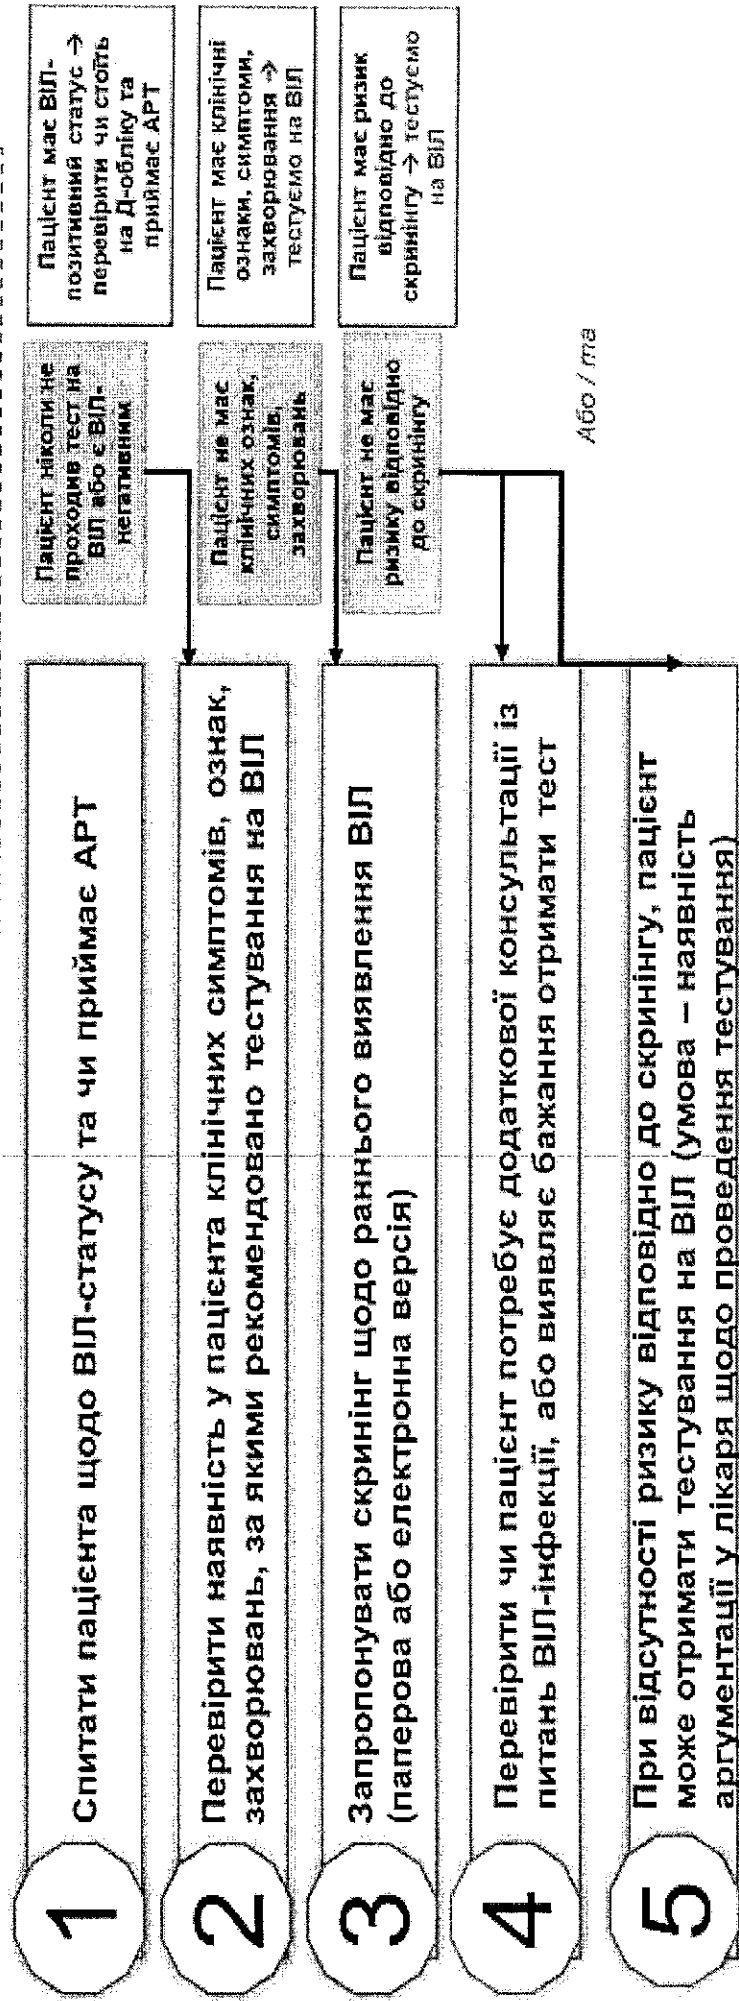 1
Спитати пацієнта щодо ВІЛ-статусу та чи приймає АРТ
Пацієнт ніколи не
проходив тест на
ВІЛ або є ВІЛ-
негативним
Пацієнт має ВІЛ-
позитивний статус →
перевірити чи стоїть
на Д-обліку та
приймає АРТ
2
Перевірити наявність у пацієнта клінічних симптомів, ознак,
захворювань, за якими рекомендовано тестування на ВІЛ
Пацієнт не має
клінічних ознак,
симптомів,
захворювань
Пацієнт має клінічні
ознаки, симптоми,
захворювання →
тестуємо на ВІЛ
3
Запропонувати скринінг щодо раннього виявлення ВІЛ
(паперова або електронна версія)
Пацієнт не має
ризику відповідно
до скринінгу
Пацієнт має ризик
відповідно до
скринінгу → тестуємо
на ВІЛ
4
Перевірити чи пацієнт потребує додаткової консультації із
питань ВІЛ-інфекції, або виявляє бажання отримати тест
Або / та
5
При відсутності ризику відповідно до скринінгу, пацієнт
може отримати тестування на ВІЛ (умова – наявність
аргументації у лікаря щодо проведення тестування)